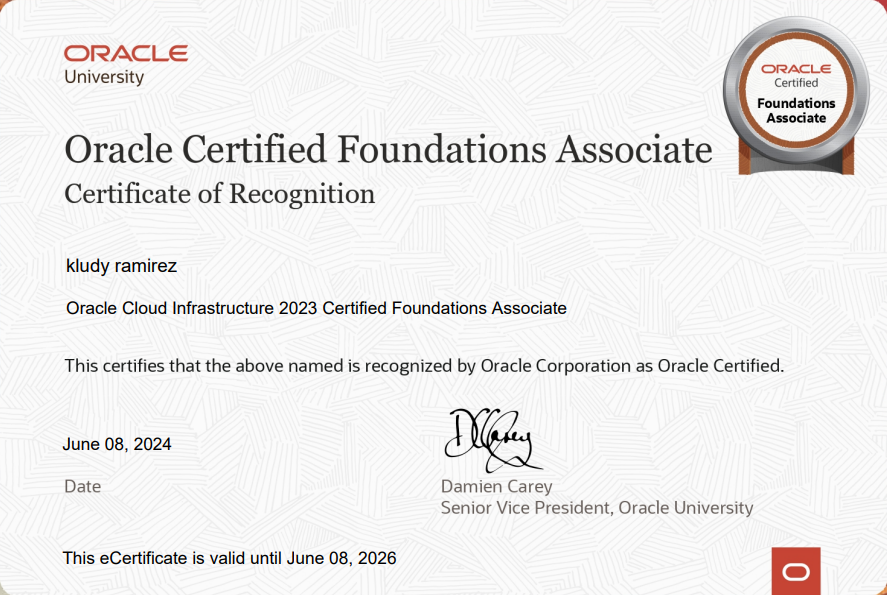 ORACLE
University
ORACLE
Certified
Foundations
Associate
Oracle Certified Foundations Associate
Certificate of Recognition
kludy ramirez
Oracle Cloud Infrastructure 2023 Certified Foundations Associate
This certifies that the above named is recognized by Oracle Corporation as Oracle Certified.
June 08, 2024
Date
DCarey
Damien Carey
Senior Vice President, Oracle University
This eCertificate is valid until June 08, 2026